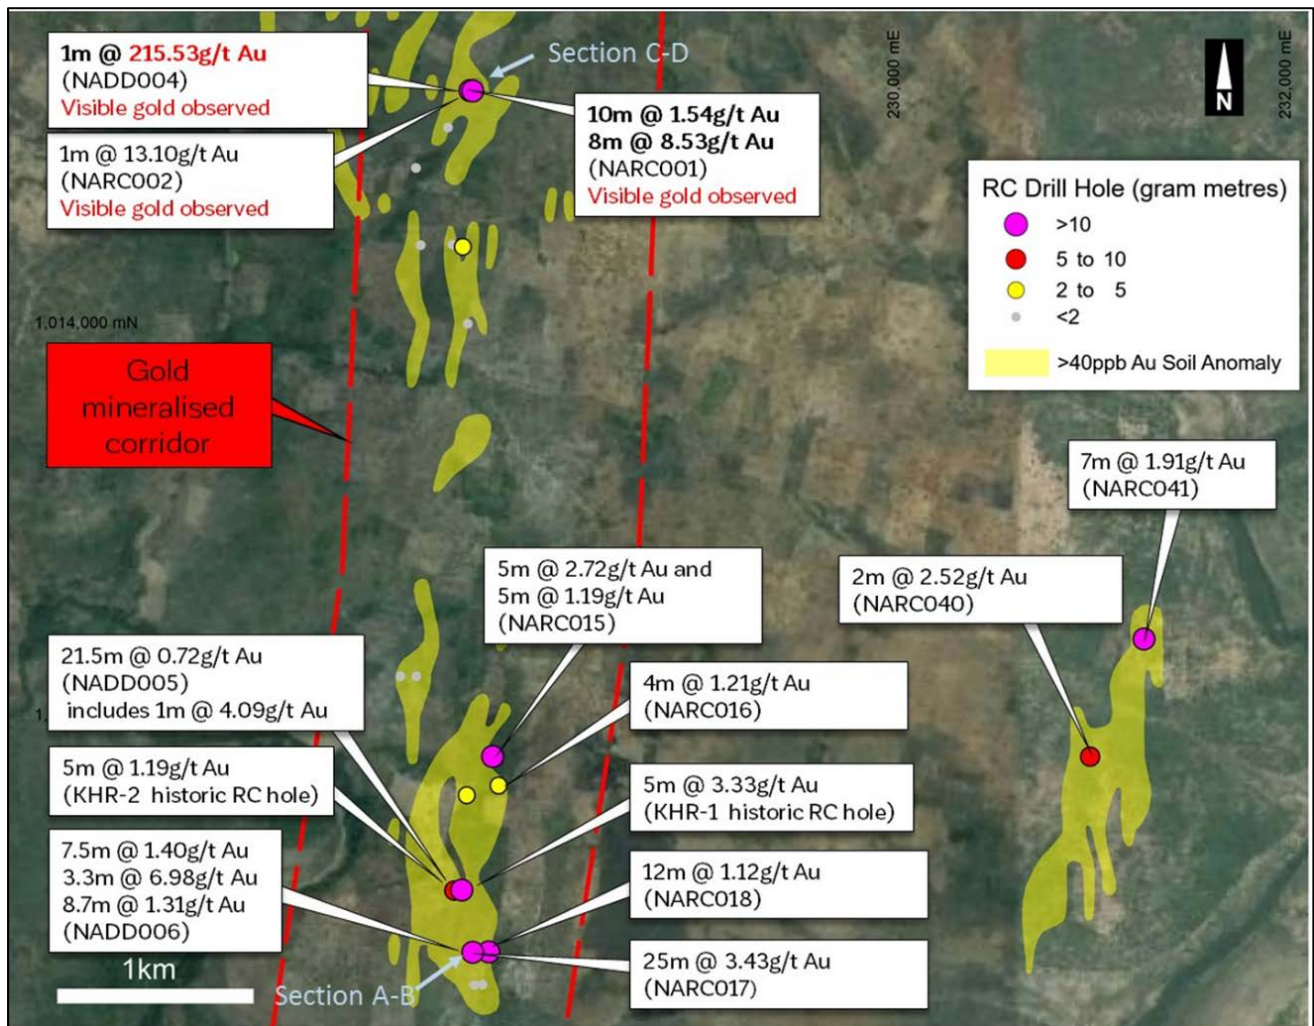 1m @ 215.53g/t Au
(NADD004)
Visible gold observed
Section C-D
230,000 mE
232,000 mE
N
1m @ 13.10g/t Au
(NARC002)
Visible gold observed
10m @ 1.54g/t Au
8m @ 8.53g/t Au
(NARC001)
Visible gold observed
RC Drill Hole (gram metres)
>10
5 to 10
2 to 5
<2
>40ppb Au Soil Anomaly
1,014,000 mN
Gold
mineralised
corridor
7m @ 1.91g/t Au
(NARC041)
5m @ 2.72g/t Au and
5m @ 1.19g/t Au
(NARC015)
2m @ 2.52g/t Au
(NARC040)
21.5m @ 0.72g/t Au
(NADD005)
includes 1m @ 4.09g/t Au
4m @ 1.21g/t Au
(NARC016)
5m @ 1.19g/t Au
(KHR-2 historic RC hole)
5m @ 3.33g/t Au
(KHR-1 historic RC hole)
7.5m @ 1.40g/t Au
3.3m @ 6.98g/t Au
8.7m @ 1.31g/t Au
(NADD006)
12m @ 1.12g/t Au
(NARC018)
25m @ 3.43g/t Au
(NARC017)
1km
Section A-B